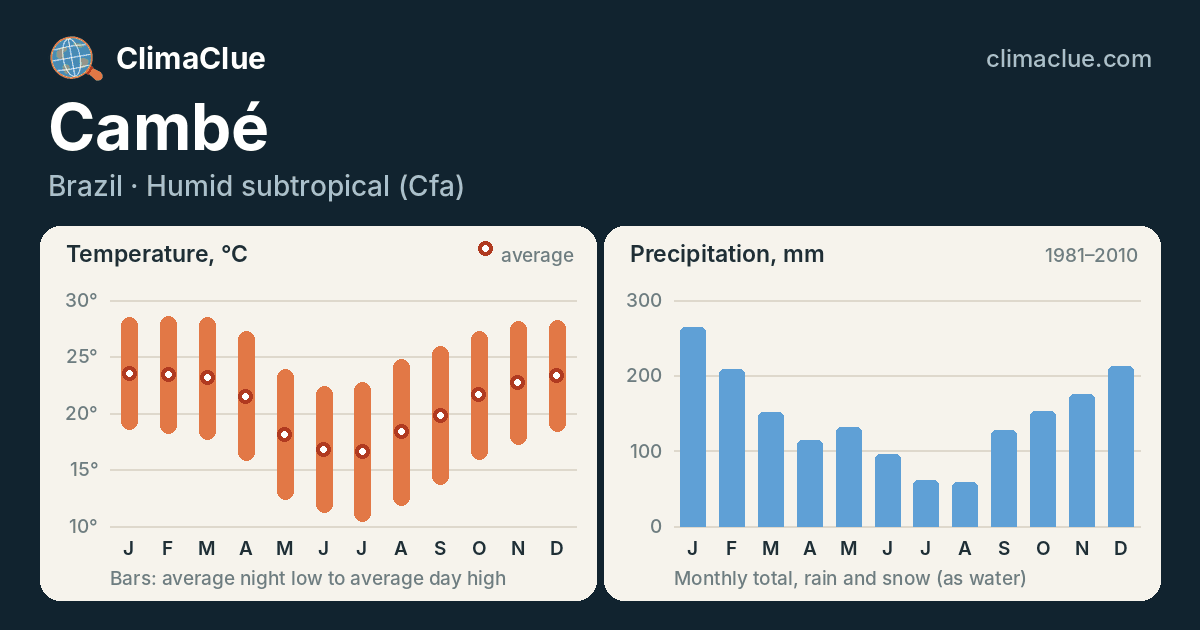 ClimaClue
climaclue.com
Cambé
Brazil · Humid subtropical (Cfa)
Temperature, °C
average
30°
25°
20°
15°
10°
J F M A M J J A S O N D
Bars: average night low to average day high
Precipitation, mm
1981–2010
300
200
100
0
J F M A M J J A S O N D
Monthly total, rain and snow (as water)